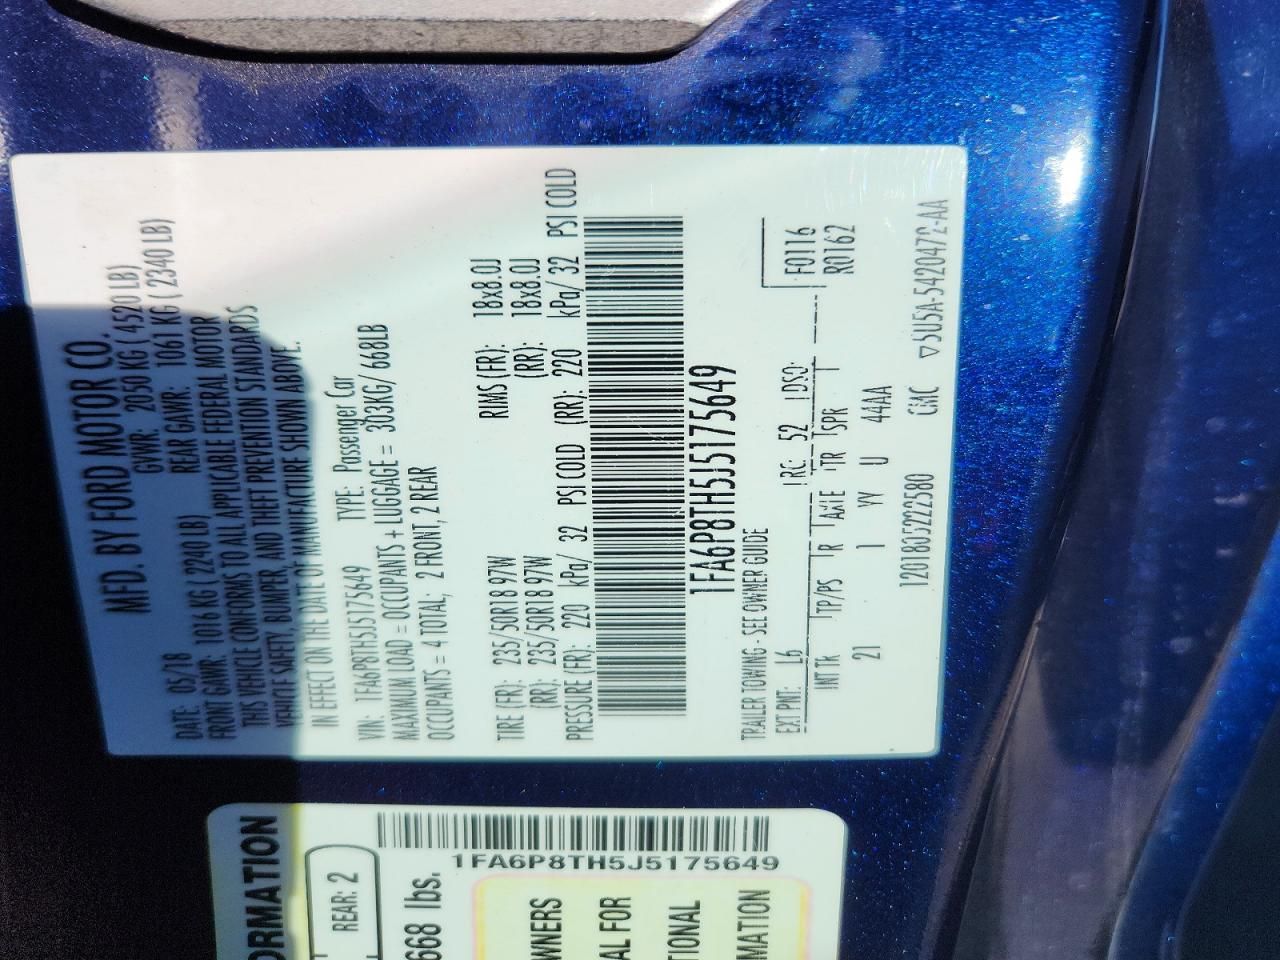 MFD. BY FORD MOTOR CO.
DATE: 05/18 GVWR: 2050 KG ( 4520 LB)
FRONT GAWR: 1016 KG ( 2240 LB) REAR GAWR: 1061 KG ( 2340 LB)
THIS VEHICLE CONFORMS TO ALL APPLICABLE FEDERAL MOTOR
VEHICLE SAFETY, BUMPER, AND THEFT PREVENTION STANDARDS
IN EFFECT ON THE DATE OF MANUFACTURE SHOWN ABOVE.
VIN: 1FA6P8TH5J5175649 TYPE: Passenger Car
MAXIMUM LOAD = OCCUPANTS + LUGGAGE = 303KG/ 668LB
OCCUPANTS = 4 TOTAL; 2 FRONT, 2 REAR
RIMS (FR): 18x8.0J
TIRE (FR): 235/50R18 97W (RR): 18x8.0J
(RR): 235/50R18 97W
PRESSURE (FR): 220 kPa/ 32 PSI COLD (RR): 220 kPa/ 32 PSI COLD
1FA6P8TH5J5175649
TRAILER TOWING - SEE OWNER GUIDE
EXT PNT: L6 RC: 52 DSO: F0116
R0162
INT TR TP/PS R AXLE TR SPR
21 1 YY U 44AA
1201805222580 CMC ▽5U5A-5420472-AA
ORMATION
REAR: 2
668 lbs.
1FA6P8TH5J5175649
WNERS
AL FOR
TIONAL
MATION